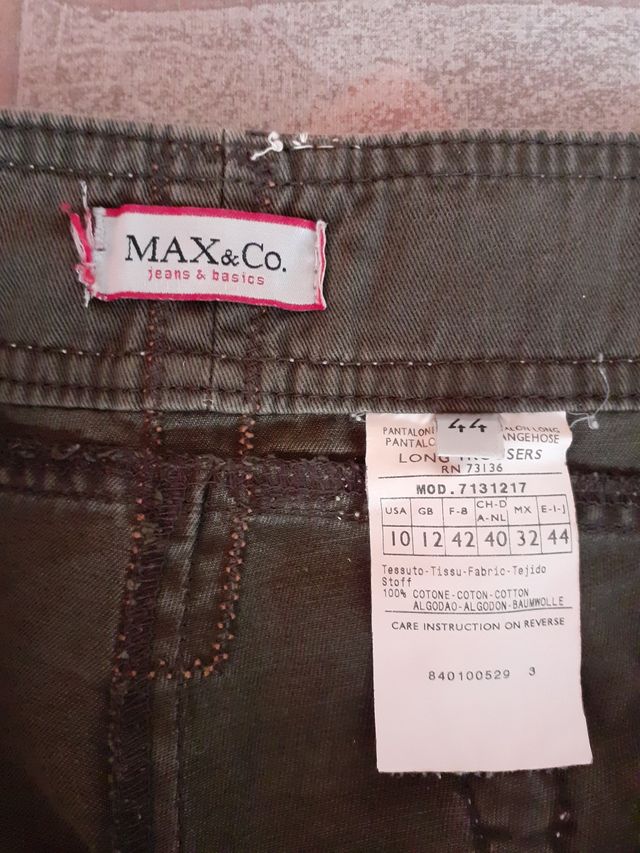 MAX&Co.
jeans & basics
44
PANTALONI
PANTALO
LONG TROUSERS
RN 73136
MOD. 7131217
USA GB F-B CH-D A-NL MX E-I-J
10 12 42 40 32 44
Tessuto-Tissu-Fabric-Tejido
Stoff
100% COTONE-COTON-COTTON
ALGODAO-ALGODON-BAUMWOLLE
CARE INSTRUCTION ON REVERSE
840100529 3